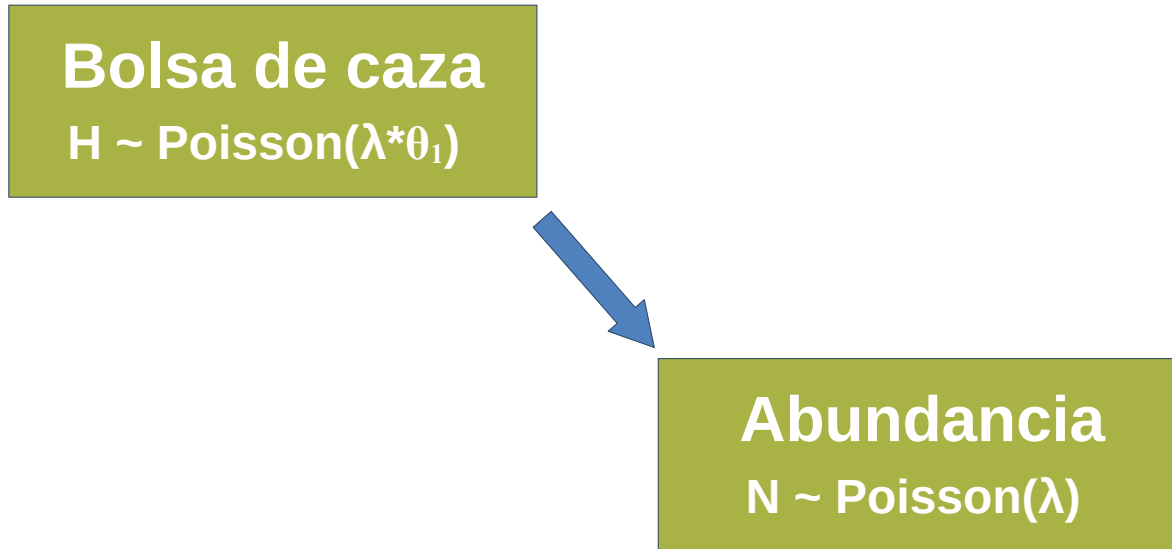 Bolsa de caza
H ~ Poisson(λ*θ₁)
Abundancia
N ~ Poisson(λ)